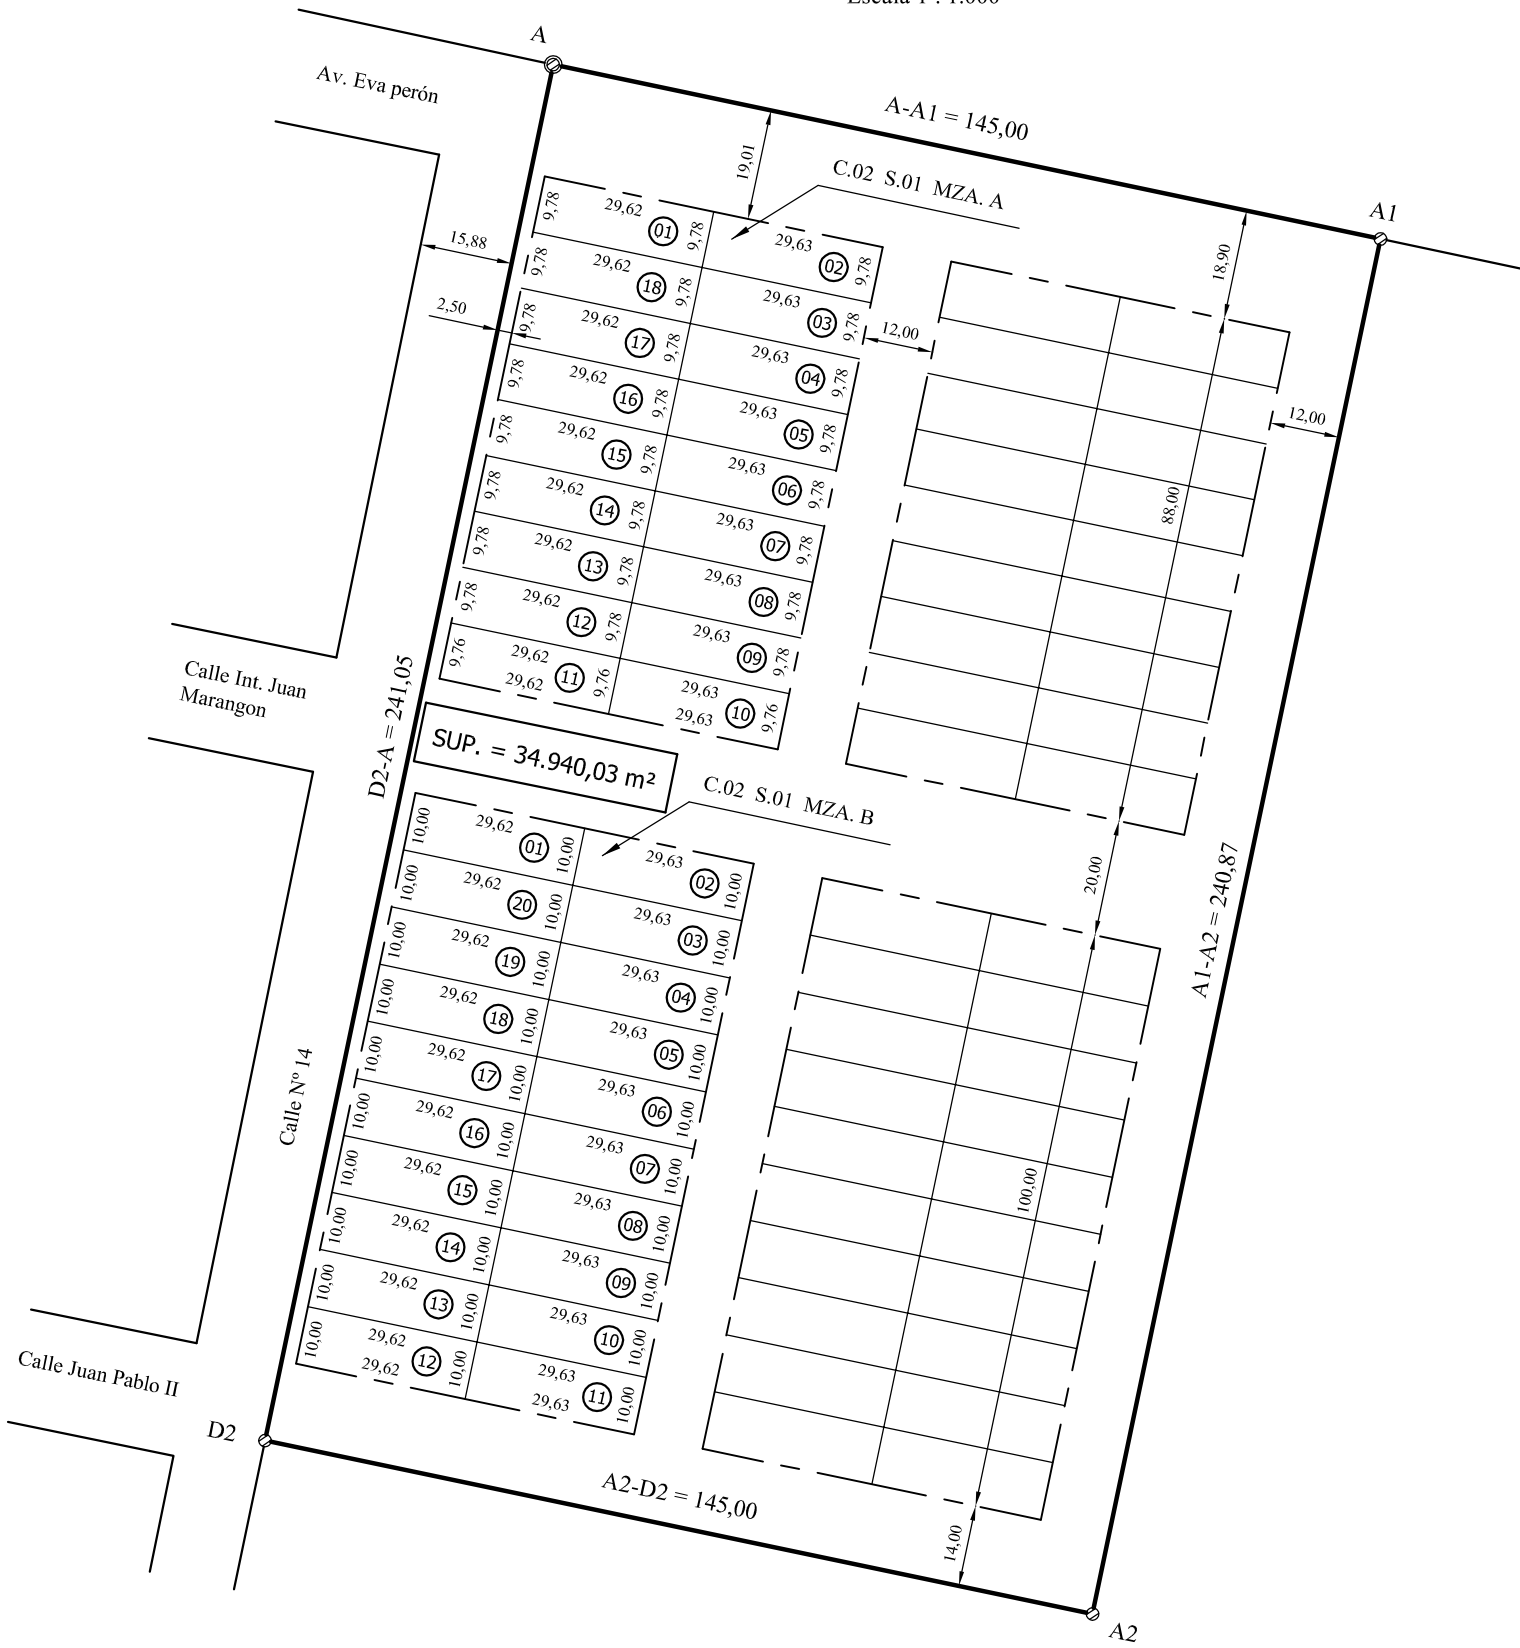 Escala 1 : 1.000
A
Av. Eva perón
A-A1 = 145,00
A1
19,01
18,90
C.02 S.01 MZA. A
15,88
2,50
12,00
12,00
88,00
9,78 29,62 01 9,78
29,63 02 9,78
9,78 29,62 18 9,78
29,63 03 9,78
9,78 29,62 17 9,78
29,63 04 9,78
9,78 29,62 16 9,78
29,63 05 9,78
9,78 29,62 15 9,78
29,63 06 9,78
9,78 29,62 14 9,78
29,63 07 9,78
9,78 29,62 13 9,78
29,63 08 9,78
9,78 29,62 12 9,78
29,63 09 9,78
9,76 29,62 11 9,76
29,62
29,63 10 9,76
29,63
Calle Int. Juan
Marangon
D2-A = 241,05
SUP. = 34.940,03 m²
C.02 S.01 MZA. B
20,00
A1-A2 = 240,87
10,00 29,62 01 10,00
29,63 02 10,00
10,00 29,62 20 10,00
29,63 03 10,00
10,00 29,62 19 10,00
29,63 04 10,00
10,00 29,62 18 10,00
29,63 05 10,00
10,00 29,62 17 10,00
29,63 06 10,00
10,00 29,62 16 10,00
29,63 07 10,00
10,00 29,62 15 10,00
29,63 08 10,00
10,00 29,62 14 10,00
29,63 09 10,00
10,00 29,62 13 10,00
29,63 10 10,00
10,00 29,62 12 10,00
29,62
29,63 11 10,00
29,63
100,00
Calle Nº 14
Calle Juan Pablo II
D2
A2-D2 = 145,00
14,00
A2